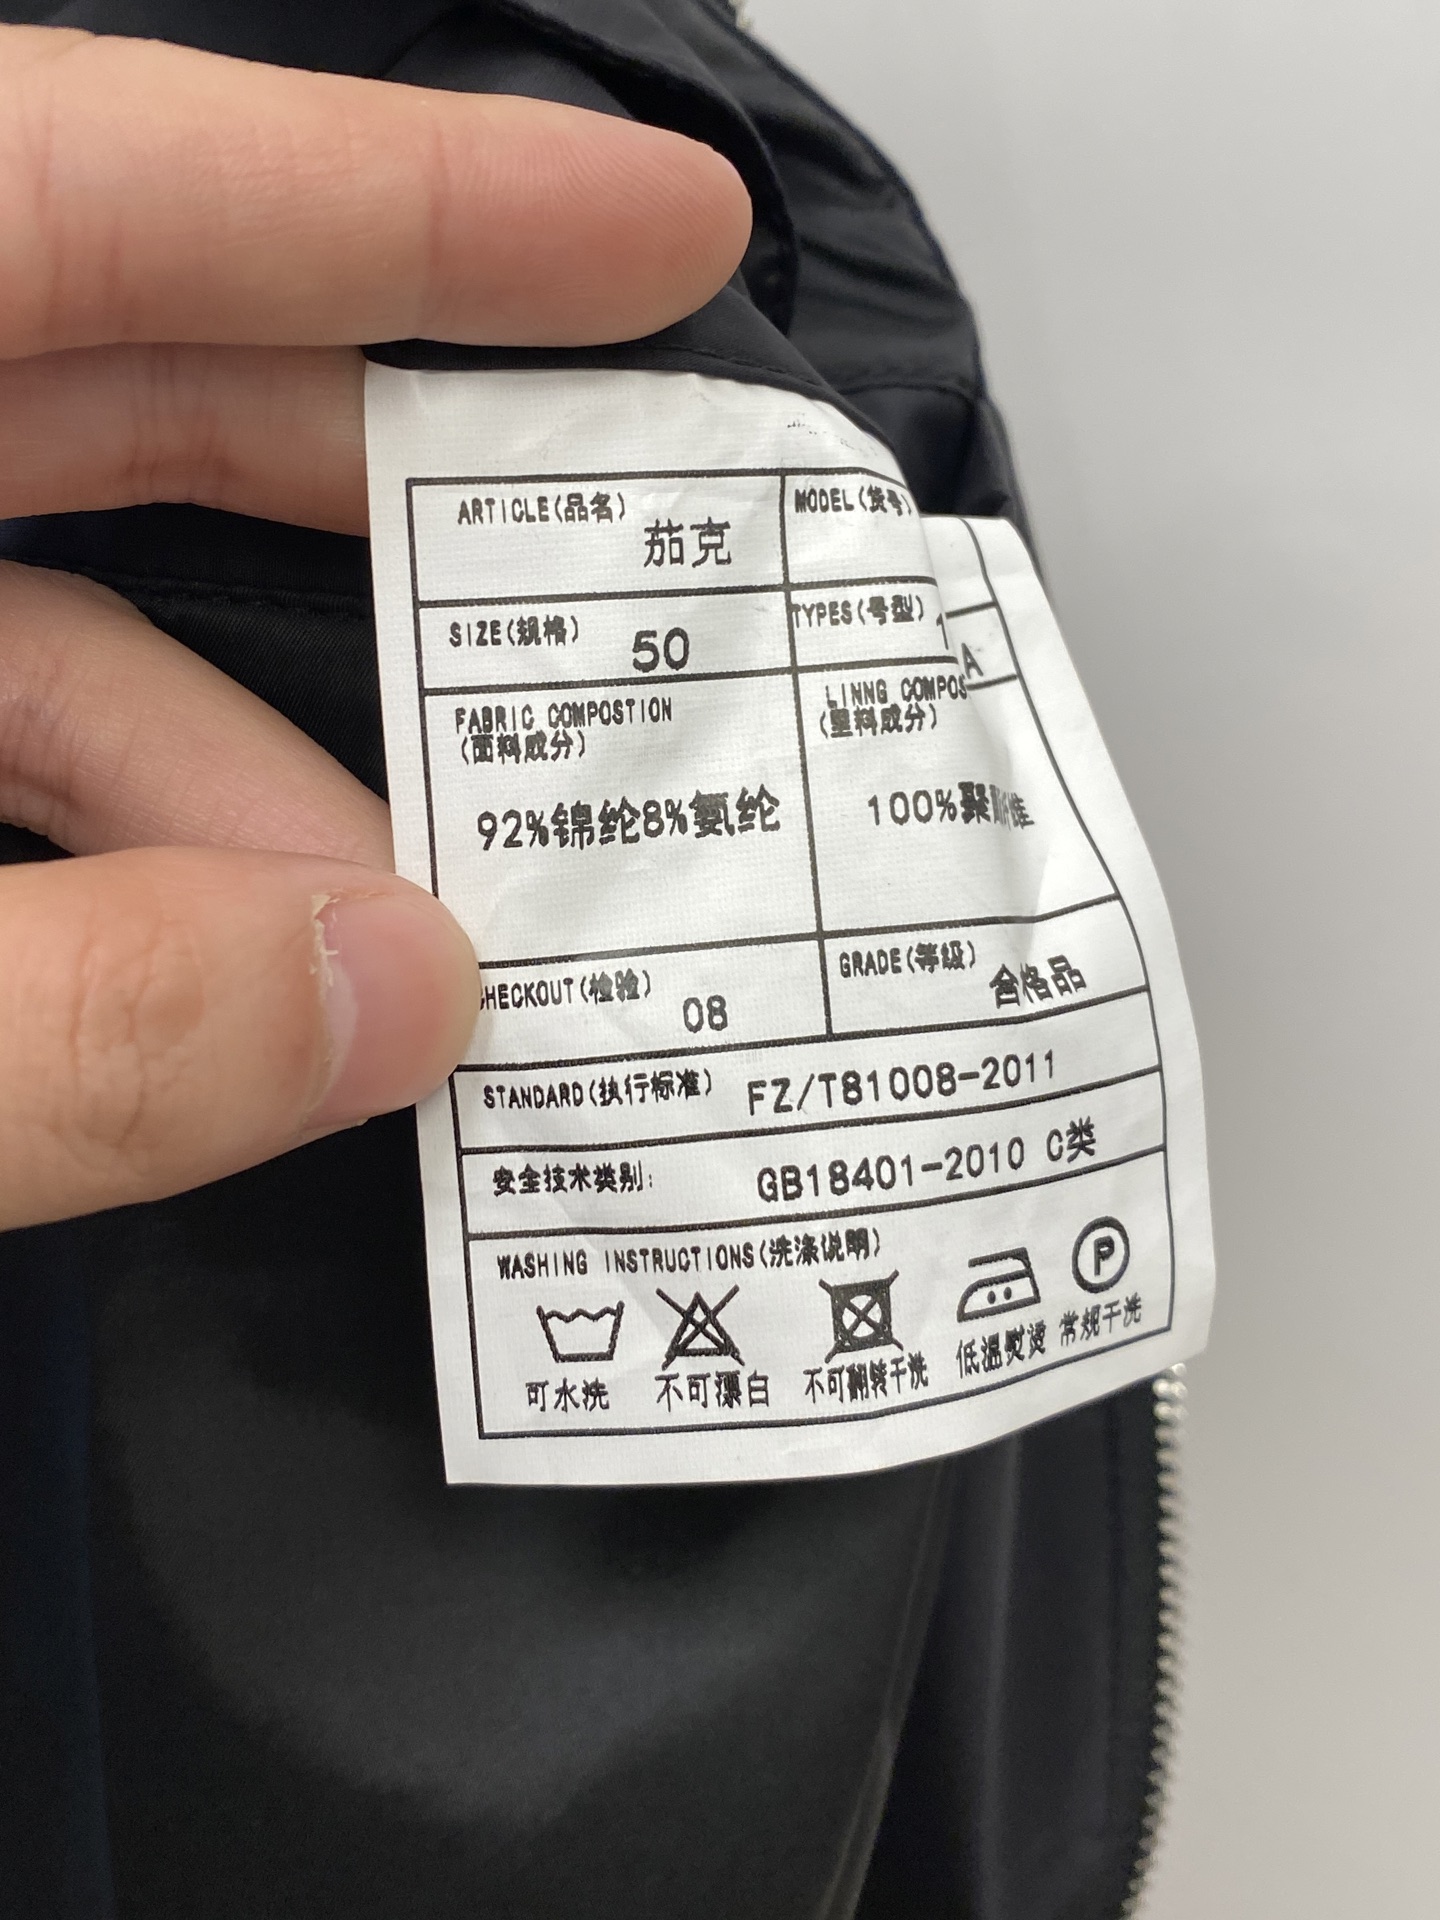 ARTICLE(品名) 茄克
MODEL(货号)
SIZE(规格) 50
TYPES(号型)
A
FABRIC COMPOSTION
(面料成分)
92%锦纶8%氨纶
LINNG COMPOS
(里料成分)
100%聚
CHECKOUT(检验) 08
GRADE(等级) 合格品
STANDARD(执行标准) FZ/T81008-2011
安全技术类别: GB18401-2010 C类
WASHING INSTRUCTIONS(洗涤说明)
P
可水洗 不可漂白 不可翻转干洗 低温熨烫 常规干洗